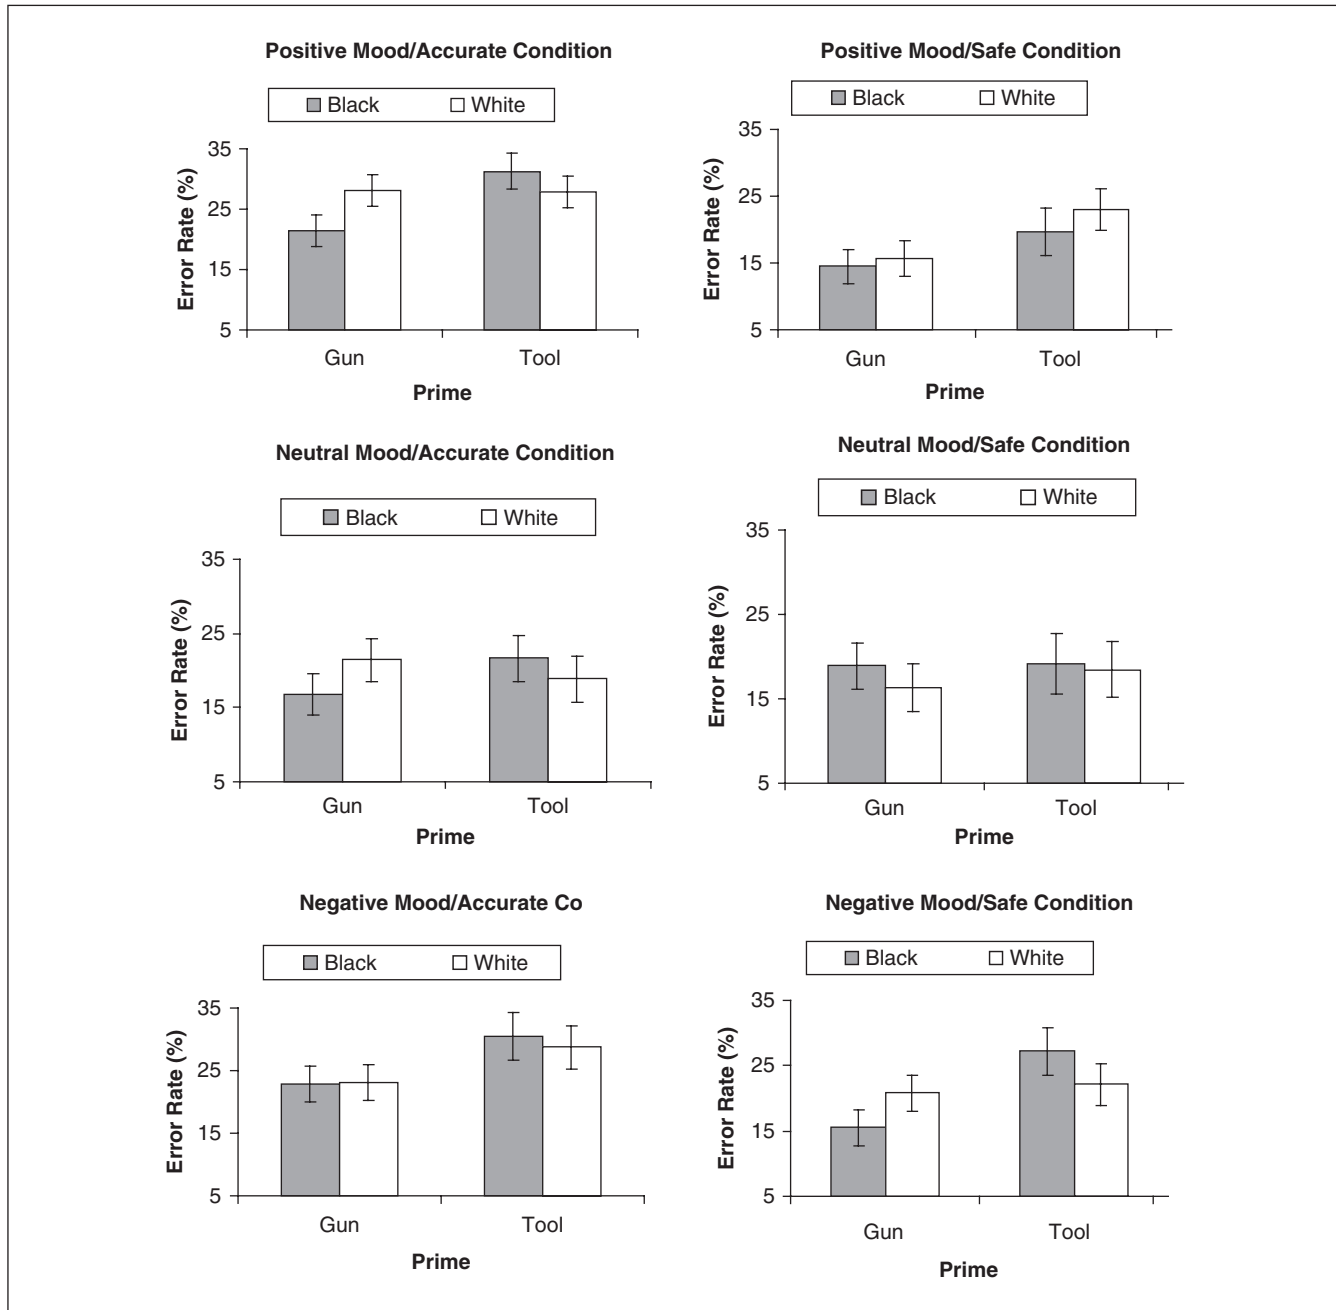 Positive Mood/Accurate Condition
Black White
35
25
15
5
Error Rate (%)
Gun Tool
Prime
Positive Mood/Safe Condition
Black White
35
25
15
5
Error Rate (%)
Gun Tool
Prime
Neutral Mood/Accurate Condition
Black White
35
25
15
5
Error Rate (%)
Gun Tool
Prime
Neutral Mood/Safe Condition
Black White
35
25
15
5
Error Rate (%)
Gun Tool
Prime
Negative Mood/Accurate Co
Black White
35
25
15
5
Error Rate (%)
Gun Tool
Prime
Negative Mood/Safe Condition
Black White
35
25
15
5
Error Rate (%)
Gun Tool
Prime